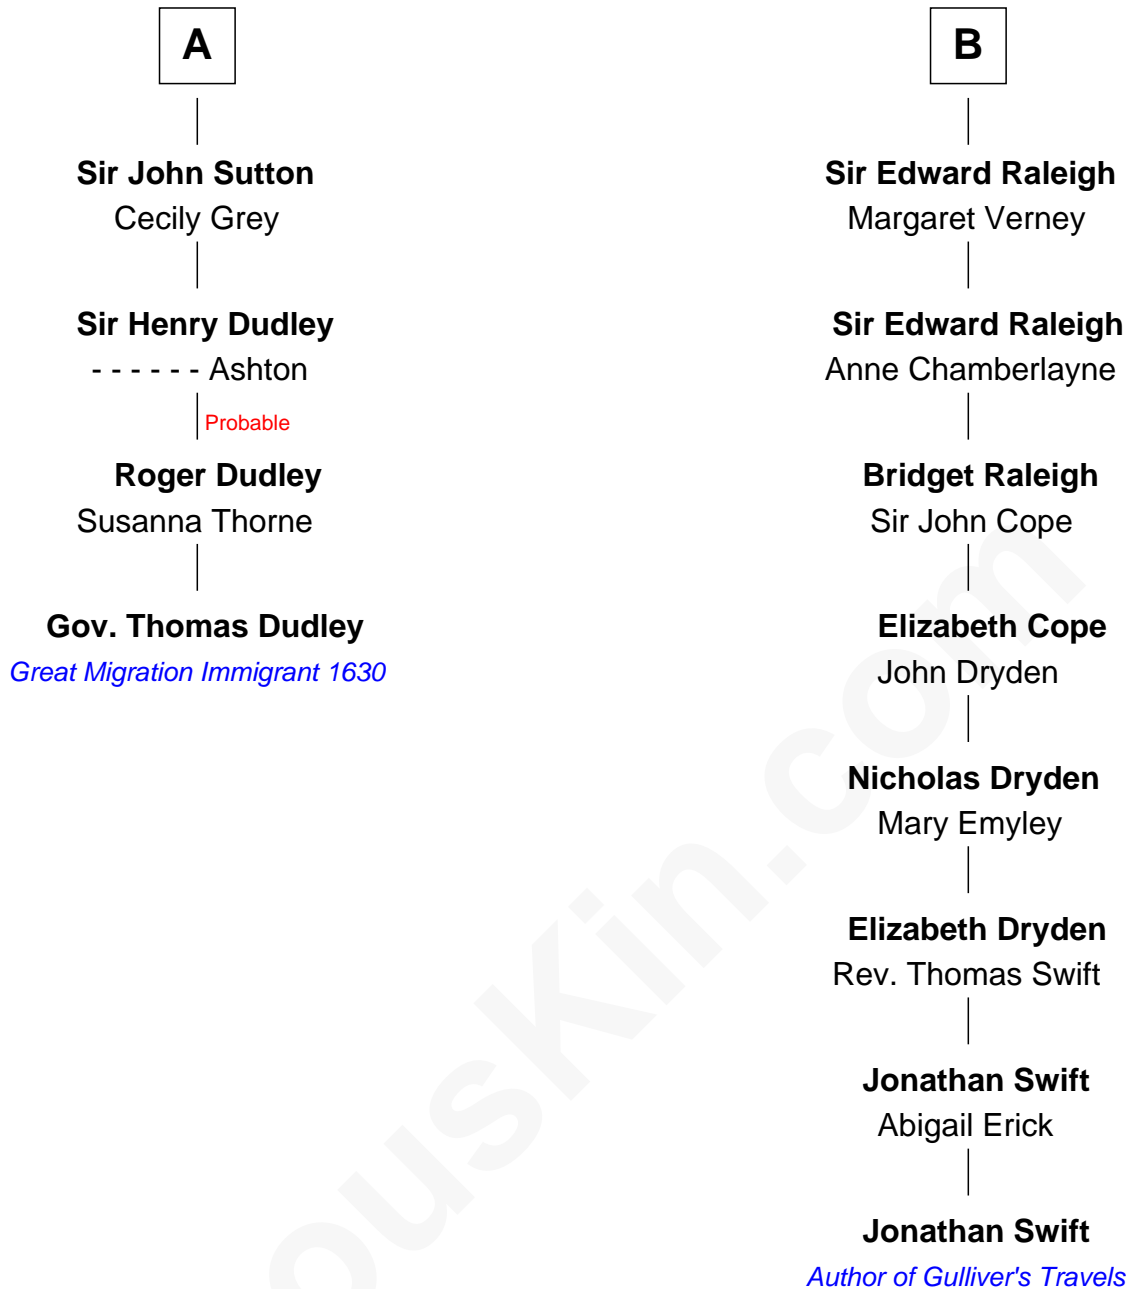 A
Sir John Sutton
Cecily Grey
Sir Henry Dudley
- - - - - - Ashton
Probable
Roger Dudley
Susanna Thorne
Gov. Thomas Dudley
Great Migration Immigrant 1630
B
Sir Edward Raleigh
Margaret Verney
Sir Edward Raleigh
Anne Chamberlayne
Bridget Raleigh
Sir John Cope
Elizabeth Cope
John Dryden
Nicholas Dryden
Mary Emyley
Elizabeth Dryden
Rev. Thomas Swift
Jonathan Swift
Abigail Erick
Jonathan Swift
Author of Gulliver's Travels
ouskin.com